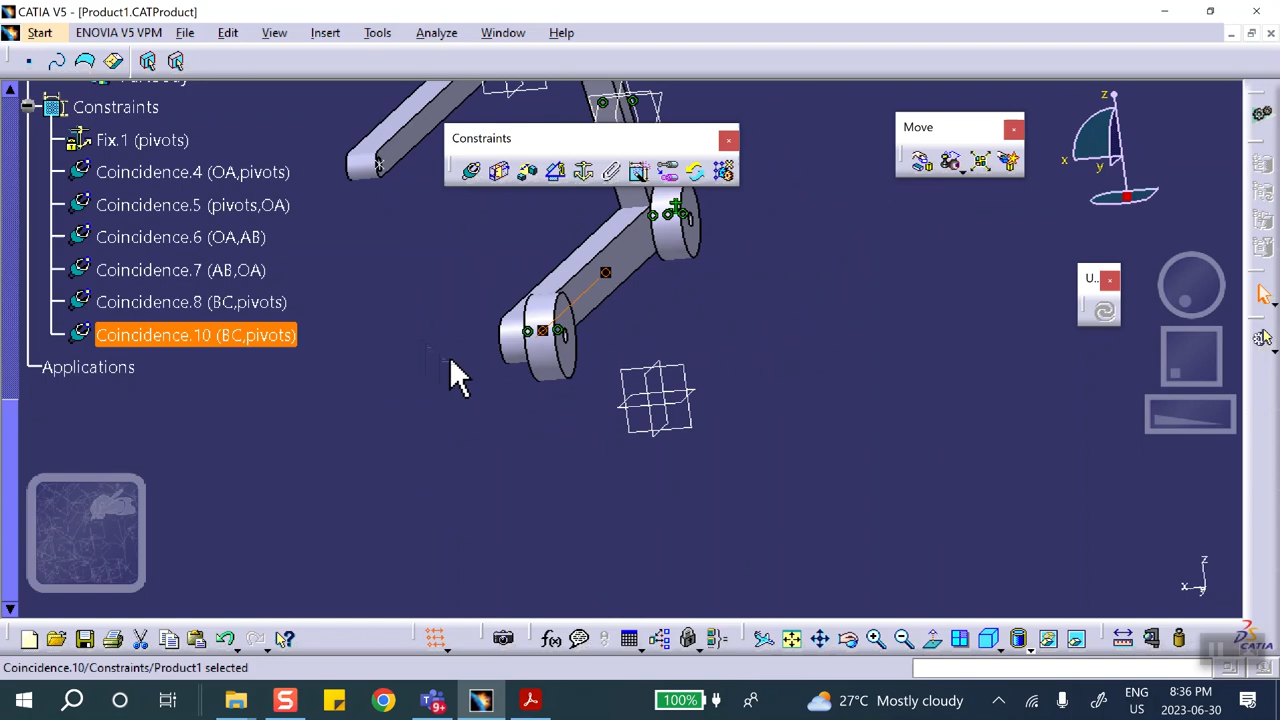 CATIA V5 - [Product1.CATProduct]
Start ENOVIA V5 VPM File Edit View Insert Tools Analyze Window Help
Constraints
Fix.1 (pivots)
Coincidence.4 (OA,pivots)
Coincidence.5 (pivots,OA)
Coincidence.6 (OA,AB)
Coincidence.7 (AB,OA)
Coincidence.8 (BC,pivots)
Coincidence.10 (BC,pivots)
Applications
Constraints
Move
U..
z
x
y
z
x
y
f(x)
CATIA
Coincidence.10/Constraints/Product1 selected
S
9+
100%
27°C Mostly cloudy
ENG
US
8:36 PM
2023-06-30